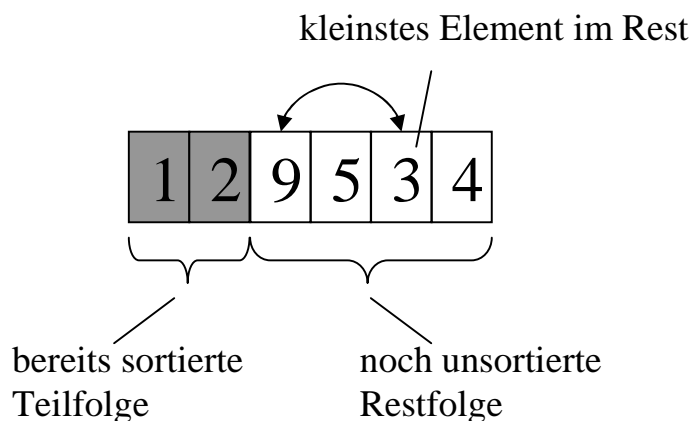 kleinstes Element im Rest
1 2 9 5 3 4
bereits sortierte
Teilfolge
noch unsortierte
Restfolge